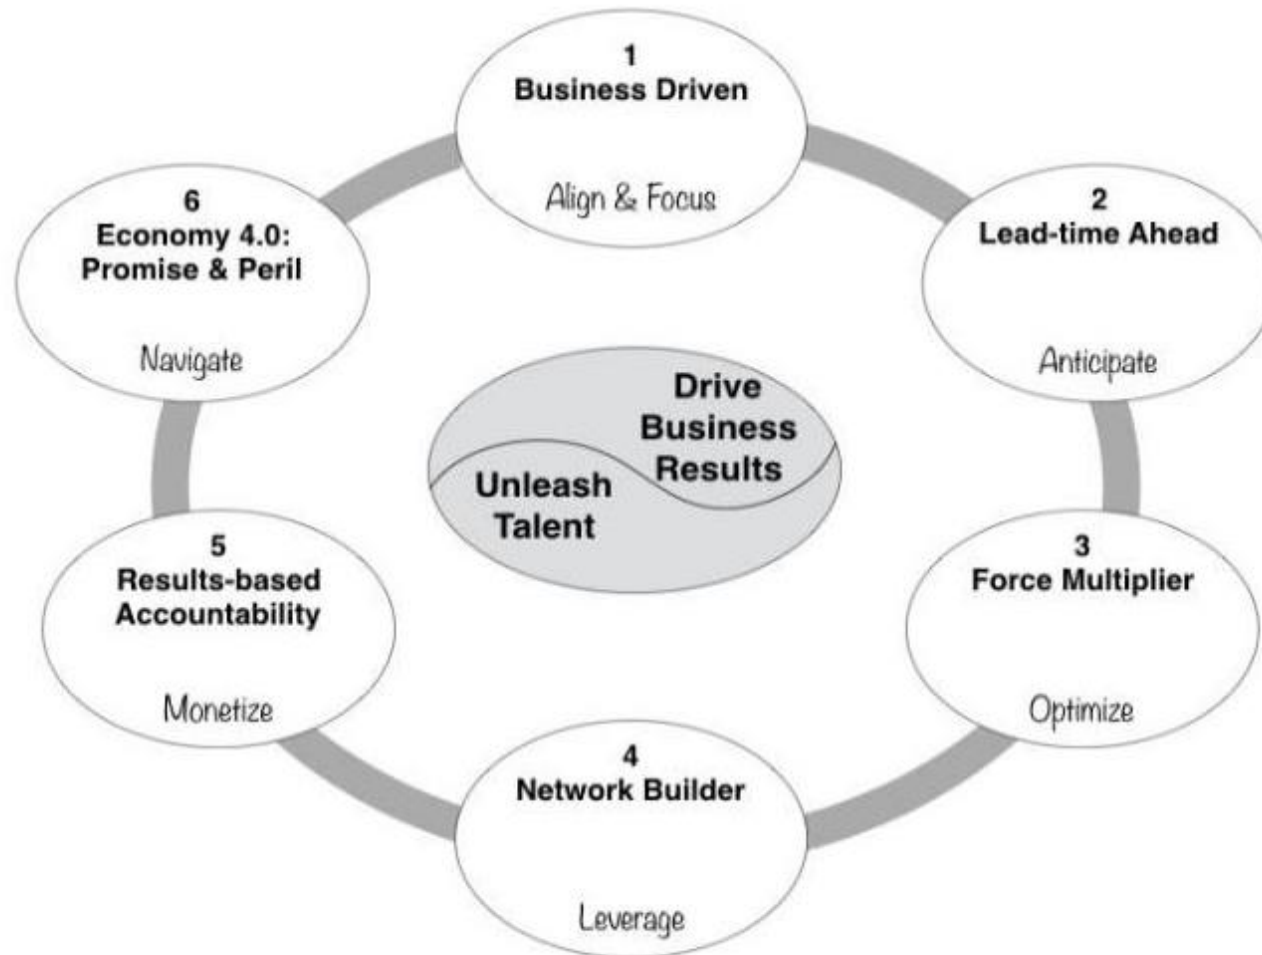 1
Business Driven
Align & Focus
2
Lead-time Ahead
Anticipate
3
Force Multiplier
Optimize
4
Network Builder
Leverage
5
Results-based
Accountability
Monetize
6
Economy 4.0:
Promise & Peril
Navigate
Drive
Business
Results
Unleash
Talent